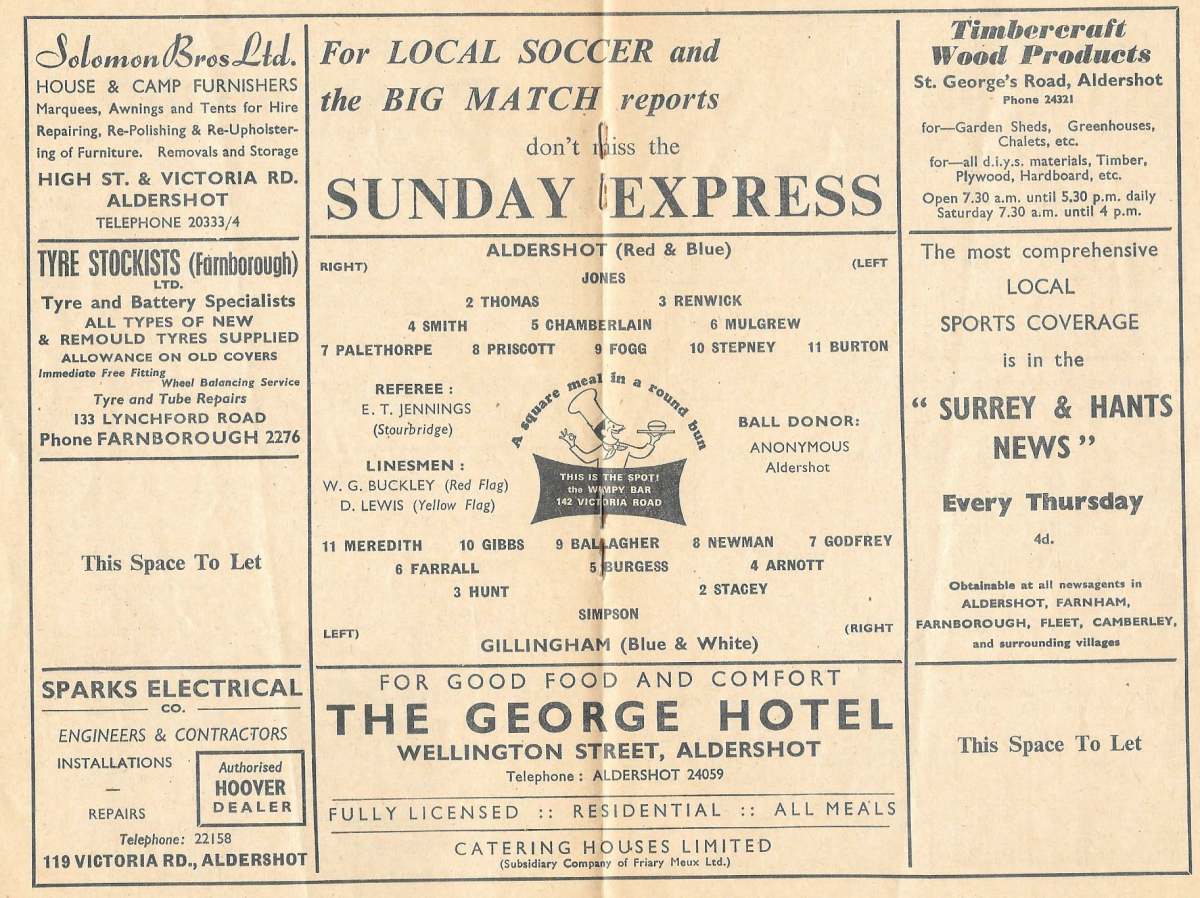 Solomon Bros Ltd.
HOUSE & CAMP FURNISHERS
Marquees, Awnings and Tents for Hire
Repairing, Re-Polishing & Re-Upholster-
ing of Furniture. Removals and Storage
HIGH ST. & VICTORIA RD.
ALDERSHOT
TELEPHONE 20333/4
TYRE STOCKISTS (Farnborough)
LTD.
Tyre and Battery Specialists
ALL TYPES OF NEW
& REMOULD TYRES SUPPLIED
ALLOWANCE ON OLD COVERS
Immediate Free Fitting
Wheel Balancing Service
Tyre and Tube Repairs
133 LYNCHFORD ROAD
Phone FARNBOROUGH 2276
This Space To Let
SPARKS ELECTRICAL
CO.
ENGINEERS & CONTRACTORS
INSTALLATIONS
—
REPAIRS
Authorised
HOOVER
DEALER
Telephone: 22158
119 VICTORIA RD., ALDERSHOT
For LOCAL SOCCER and
the BIG MATCH reports
don't miss the
SUNDAY EXPRESS
ALDERSHOT (Red & Blue)
RIGHT) (LEFT
JONES
2 THOMAS 3 RENWICK
4 SMITH 5 CHAMBERLAIN 6 MULGREW
7 PALETHORPE 8 PRISCOTT 9 FOGG 10 STEPNEY 11 BURTON
REFEREE :
E. T. JENNINGS
(Stourbridge)
LINESMEN :
W. G. BUCKLEY (Red Flag)
D. LEWIS (Yellow Flag)
A square meal in a round bun
THIS IS THE SPOT!
the WIMPY BAR
142 VICTORIA ROAD
BALL DONOR:
ANONYMOUS
Aldershot
11 MEREDITH 10 GIBBS 9 BALLAGHER 8 NEWMAN 7 GODFREY
6 FARRALL 5 BURGESS 4 ARNOTT
3 HUNT 2 STACEY
SIMPSON
LEFT) (RIGHT
GILLINGHAM (Blue & White)
FOR GOOD FOOD AND COMFORT
THE GEORGE HOTEL
WELLINGTON STREET, ALDERSHOT
Telephone : ALDERSHOT 24059
FULLY LICENSED :: RESIDENTIAL :: ALL MEALS
CATERING HOUSES LIMITED
(Subsidiary Company of Friary Meux Ltd.)
Timbercraft
Wood Products
St. George's Road, Aldershot
Phone 24321
for—Garden Sheds, Greenhouses,
Chalets, etc.
for—all d.i.y.s. materials, Timber,
Plywood, Hardboard, etc.
Open 7.30 a.m. until 5.30 p.m. daily
Saturday 7.30 a.m. until 4 p.m.
The most comprehensive
LOCAL
SPORTS COVERAGE
is in the
" SURREY & HANTS
NEWS "
Every Thursday
4d.
Obtainable at all newsagents in
ALDERSHOT, FARNHAM,
FARNBOROUGH, FLEET, CAMBERLEY,
and surrounding villages
This Space To Let